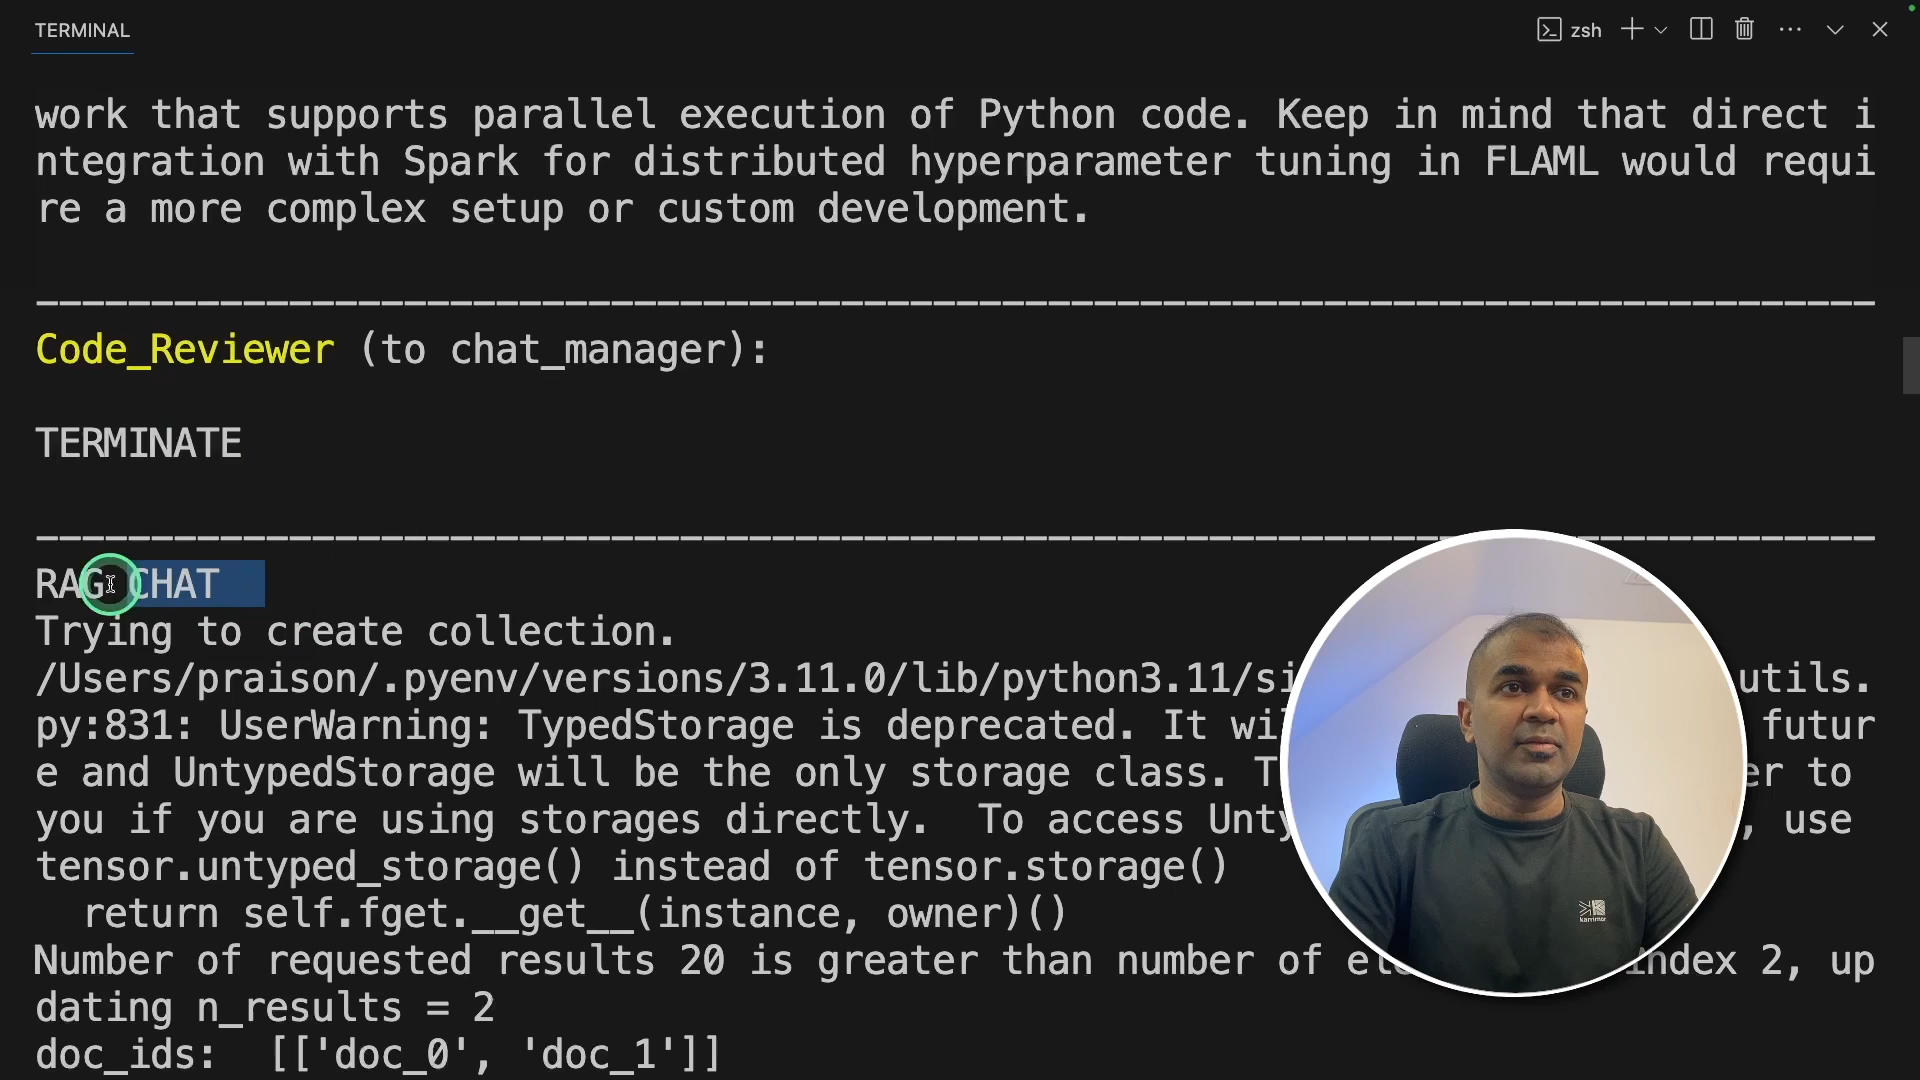 TERMINAL
zsh
work that supports parallel execution of Python code. Keep in mind that direct i
ntegration with Spark for distributed hyperparameter tuning in FLAML would requi
re a more complex setup or custom development.
--------------------------------------------------------------------------------
Code_Reviewer (to chat_manager):
TERMINATE
--------------------------------------------------------------------------------
RAG CHAT
Trying to create collection.
/Users/praison/.pyenv/versions/3.11.0/lib/python3.11/si utils.
py:831: UserWarning: TypedStorage is deprecated. It wi futur
e and UntypedStorage will be the only storage class. T er to
you if you are using storages directly.  To access Unty , use
tensor.untyped_storage() instead of tensor.storage()
  return self.fget.__get__(instance, owner)()
Number of requested results 20 is greater than number of ele index 2, up
dating n_results = 2
doc_ids:  [['doc_0', 'doc_1']]
karrimor